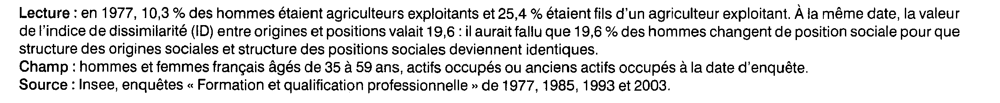 Lecture : en 1977, 10,3 % des hommes étaient agriculteurs exploitants et 25,4 % étaient fils d'un agriculteur exploitant. À la même date, la valeur
de l'indice de dissimilarité (ID) entre origines et positions valait 19,6 : il aurait fallu que 19,6 % des hommes changent de position sociale pour que
structure des origines sociales et structure des positions sociales deviennent identiques.
Champ : hommes et femmes français âgés de 35 à 59 ans, actifs occupés ou anciens actifs occupés à la date d'enquête.
Source : Insee, enquêtes « Formation et qualification professionnelle » de 1977, 1985, 1993 et 2003.